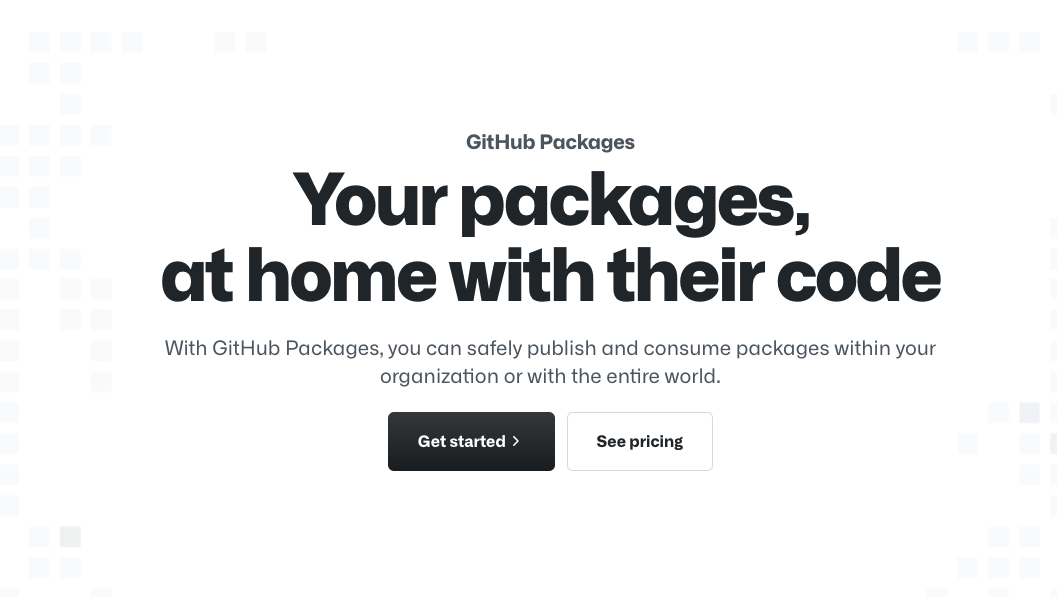 GitHub Packages
Your packages,
at home with their code
With GitHub Packages, you can safely publish and consume packages within your
organization or with the entire world.
Get started
See pricing